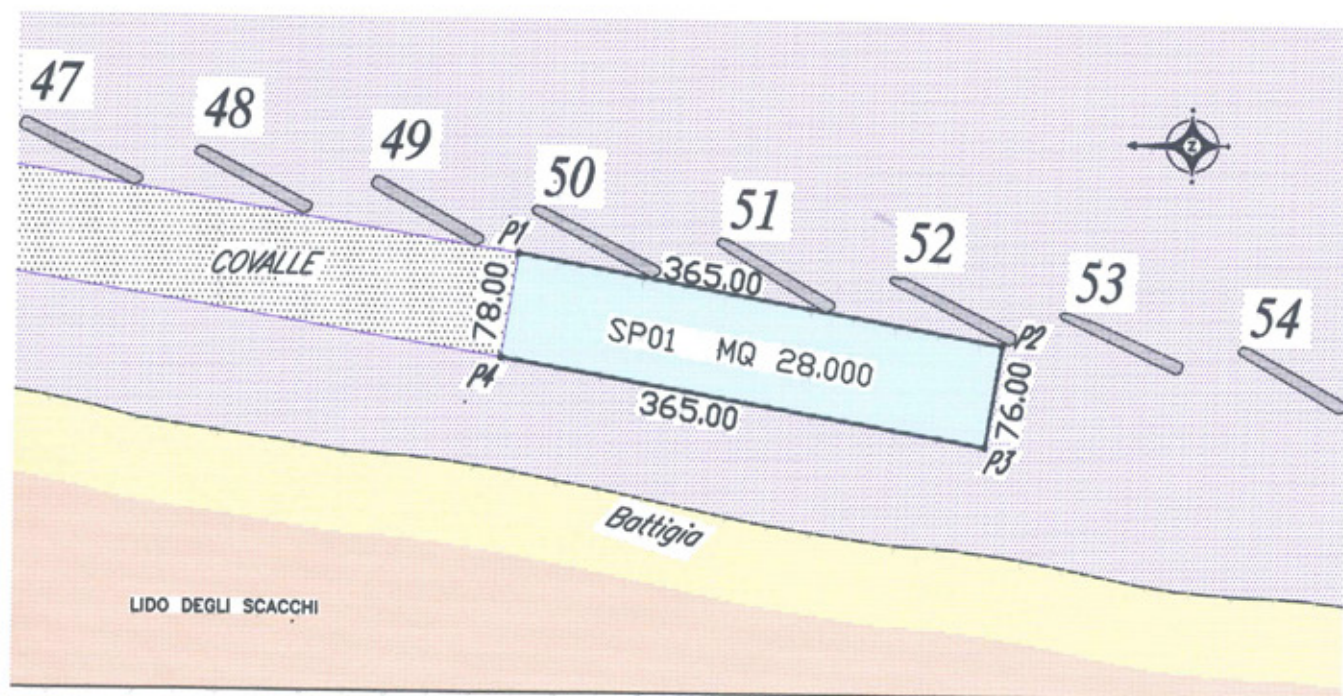 47
48
49
50
51
52
53
54
P1
365.00
P2
COVALLE
78.00
SP01 MQ 28.000
76.00
P4
365.00
P3
Battigia
LIDO DEGLI SCACCHI
Z